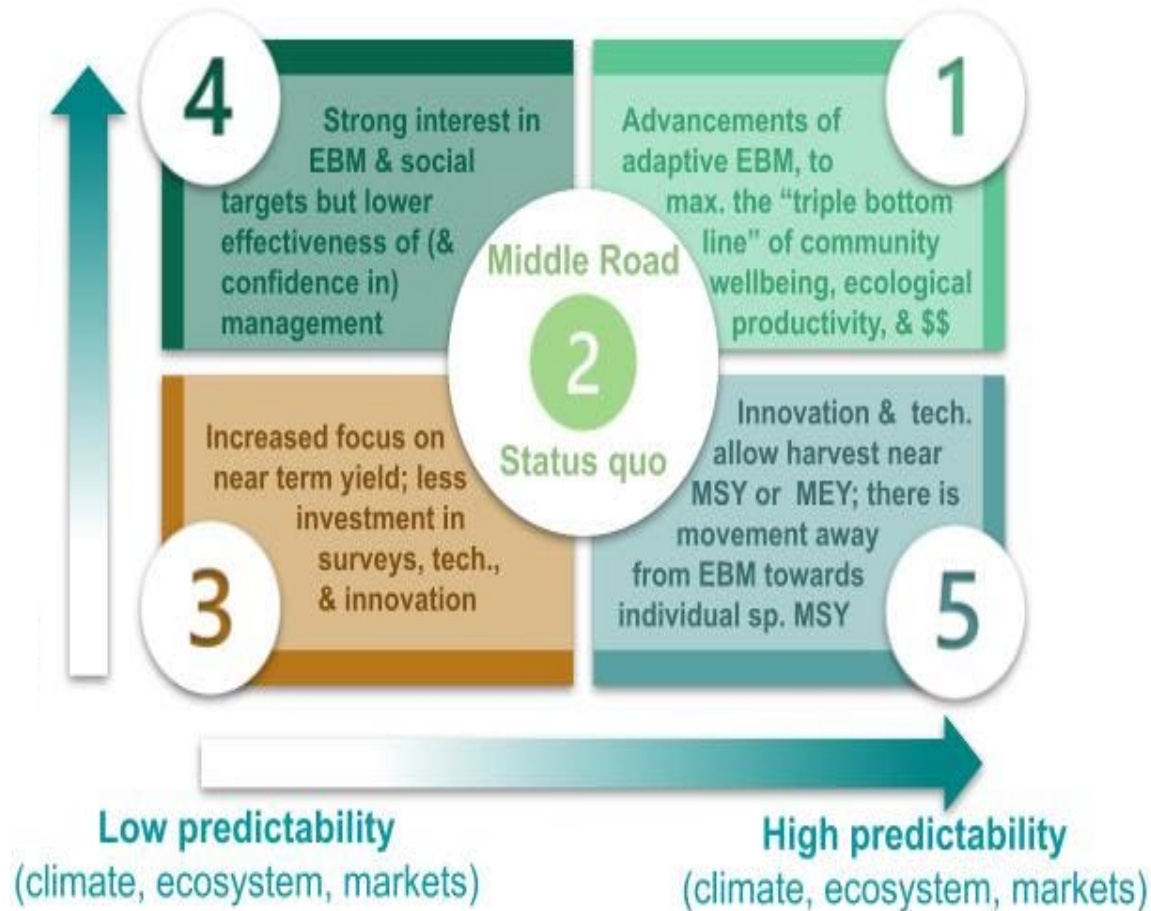 4
Strong interest in
EBM & social
targets but lower
effectiveness of (&
confidence in)
management
1
Advancements of
adaptive EBM, to
max. the “triple bottom
line” of community
wellbeing, ecological
productivity, & $$
Middle Road
2
Status quo
3
Increased focus on
near term yield; less
investment in
surveys, tech.,
& innovation
5
Innovation & tech.
allow harvest near
MSY or MEY; there is
movement away
from EBM towards
individual sp. MSY
Low predictability
(climate, ecosystem, markets)
High predictability
(climate, ecosystem, markets)